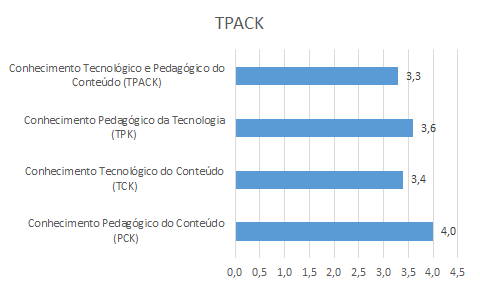 TPACK
Conhecimento Tecnológico e Pedagógico do
Conteúdo (TPACK)
3,3
Conhecimento Pedagógico da Tecnologia
(TPK)
3,6
Conhecimento Tecnológico do Conteúdo
(TCK)
3,4
Conhecimento Pedagógico do Conteúdo
(PCK)
4,0
0,0 0,5 1,0 1,5 2,0 2,5 3,0 3,5 4,0 4,5